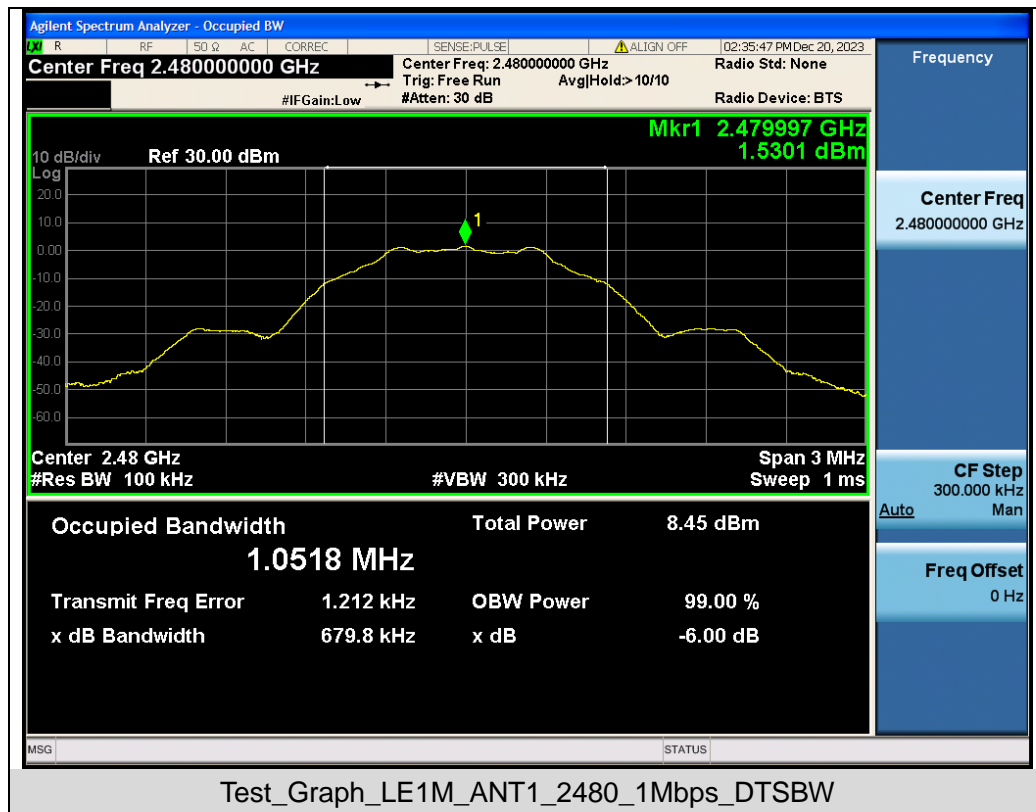 Agilent Spectrum Analyzer - Occupied BW
LXI R RF 50 Ω AC CORREC SENSE:PULSE ALIGN OFF 02:35:47 PM Dec 20, 2023
Center Freq 2.480000000 GHz
#IFGain:Low
Center Freq: 2.480000000 GHz
Trig: Free Run Avg|Hold:> 10/10
#Atten: 30 dB
Radio Std: None
Radio Device: BTS
Mkr1 2.479997 GHz
1.5301 dBm
10 dB/div Ref 30.00 dBm
Log
20.0
10.0
0.00
-10.0
-20.0
-30.0
-40.0
-50.0
-60.0
1
Center 2.48 GHz Span 3 MHz
#Res BW 100 kHz #VBW 300 kHz Sweep 1 ms
Occupied Bandwidth Total Power 8.45 dBm
1.0518 MHz
Transmit Freq Error 1.212 kHz OBW Power 99.00 %
x dB Bandwidth 679.8 kHz x dB -6.00 dB
Frequency
Center Freq
2.480000000 GHz
CF Step
300.000 kHz
Auto Man
Freq Offset
0 Hz
MSG STATUS
Test_Graph_LE1M_ANT1_2480_1Mbps_DTSBW